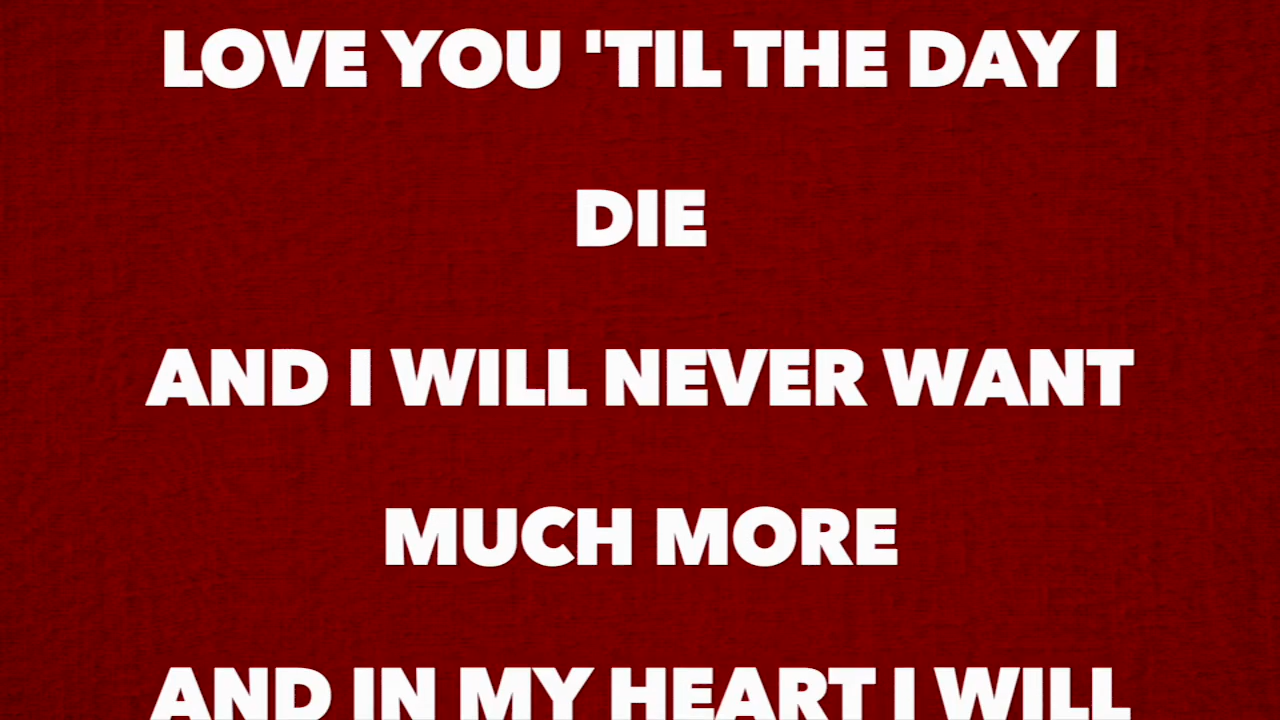 LOVE YOU 'TIL THE DAY I
DIE
AND I WILL NEVER WANT
MUCH MORE
AND IN MY HEART I WILL